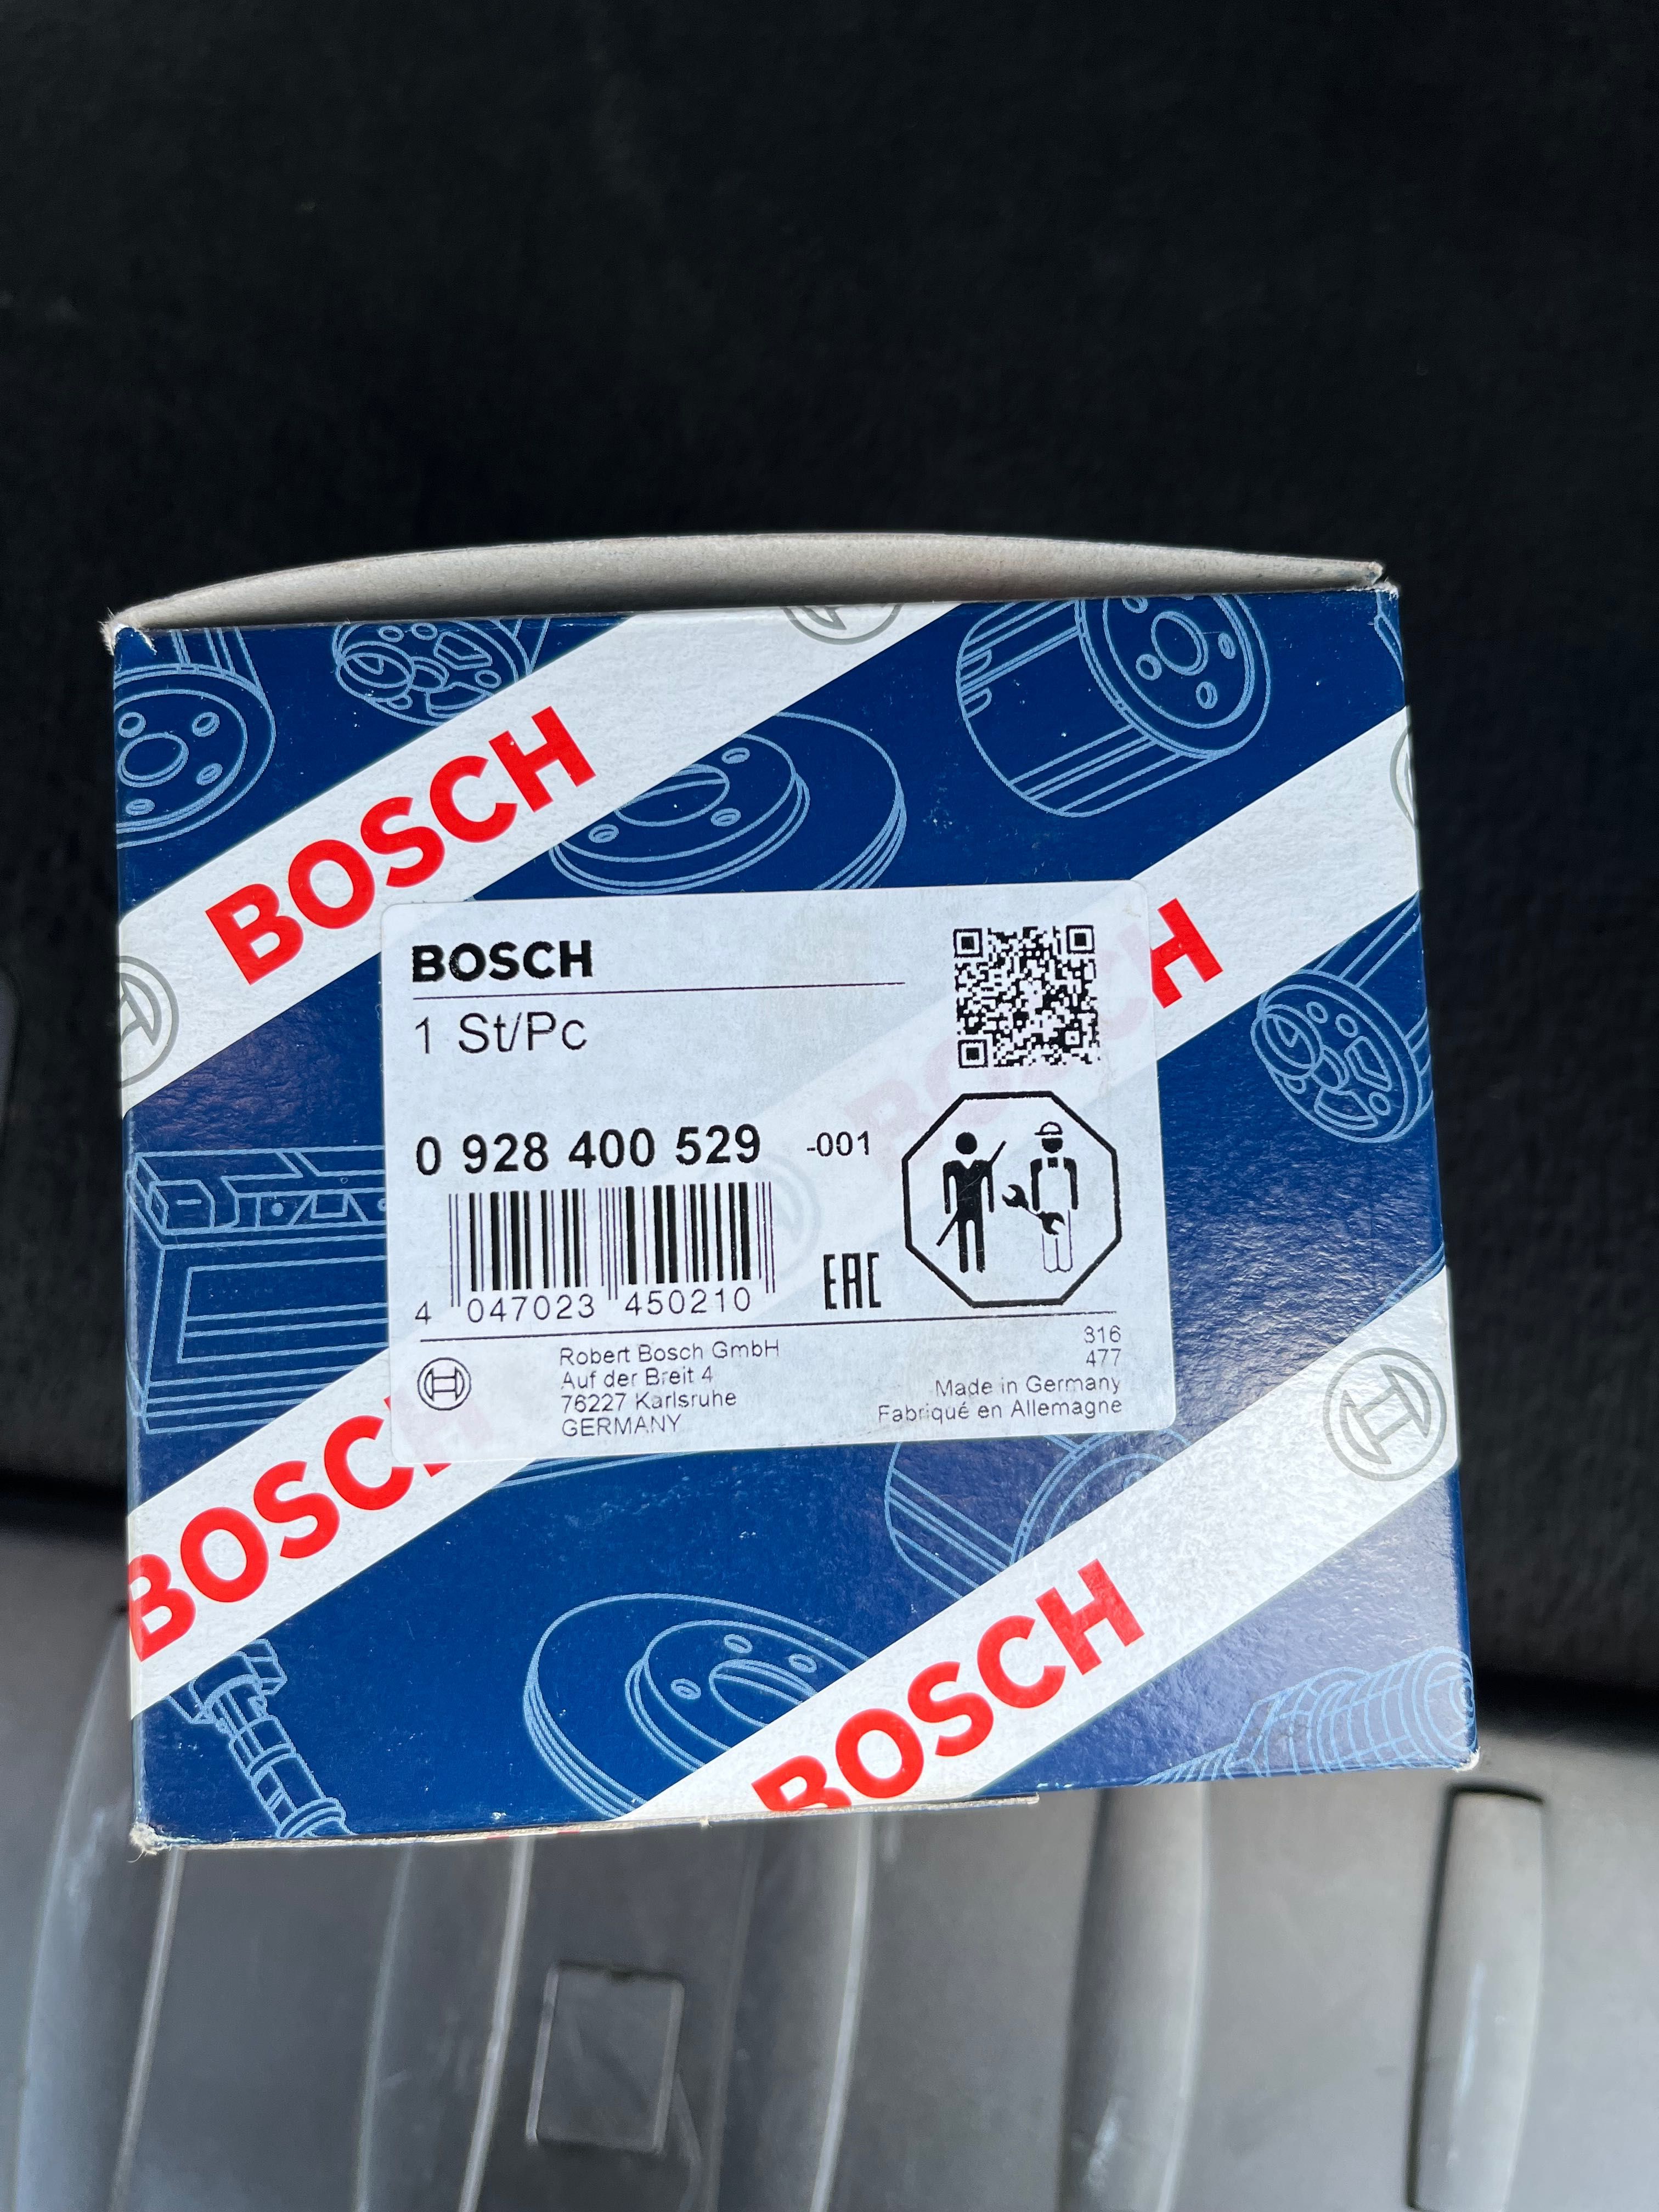 BOSCH
H
BOSCH
1 St/Pc
0 928 400 529 -001
4 047023 450210
EAC
Robert Bosch GmbH
Auf der Breit 4
76227 Karlsruhe
GERMANY
316
477
Made in Germany
Fabriqué en Allemagne
BOSCH
BOSCH